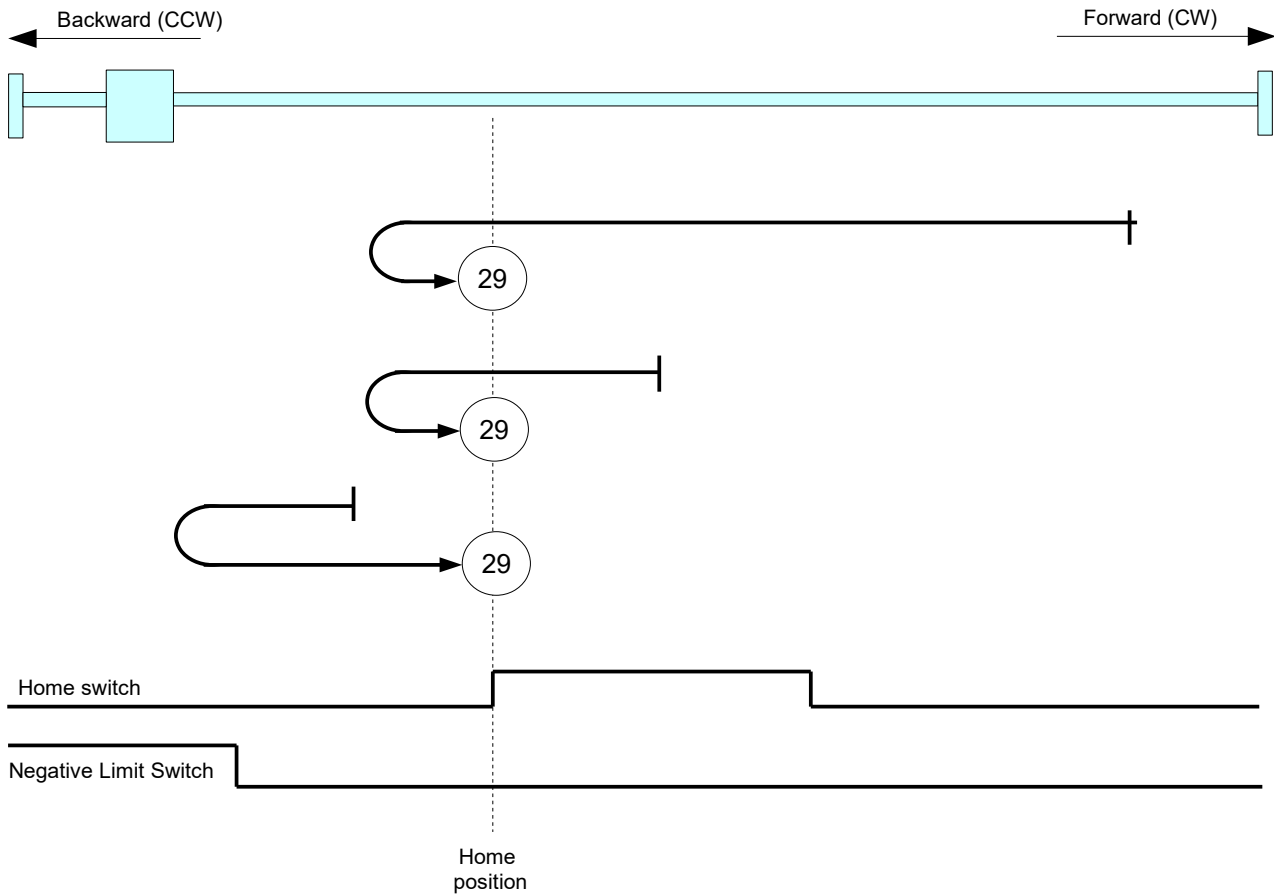 Backward (CCW)
Forward (CW)
29
29
29
Home switch
Negative Limit Switch
Home
position